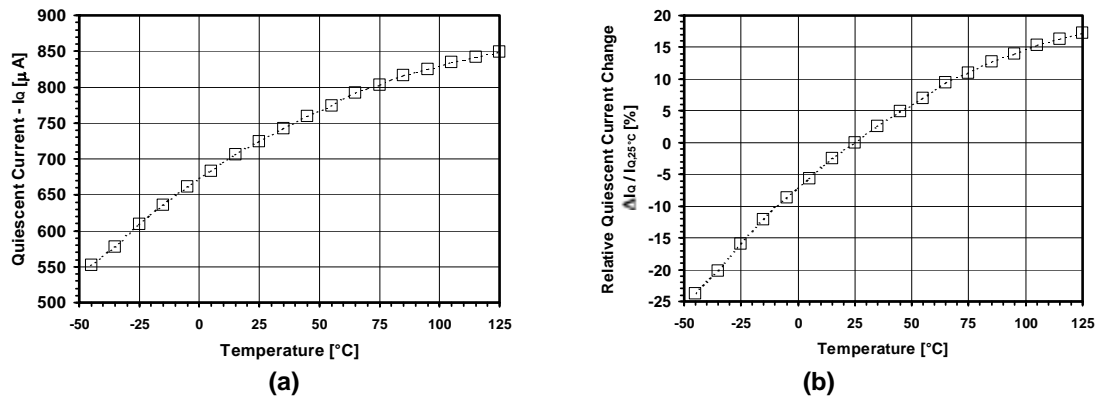 Quiescent Current - IQ [μA]
900
850
800
750
700
650
600
550
500
-50 -25 0 25 50 75 100 125
Temperature [°C]
(a)
Relative Quiescent Current Change
ΔIQ / IQ,25°C [%]
20
15
10
5
0
-5
-10
-15
-20
-25
-50 -25 0 25 50 75 100 125
Temperature [°C]
(b)